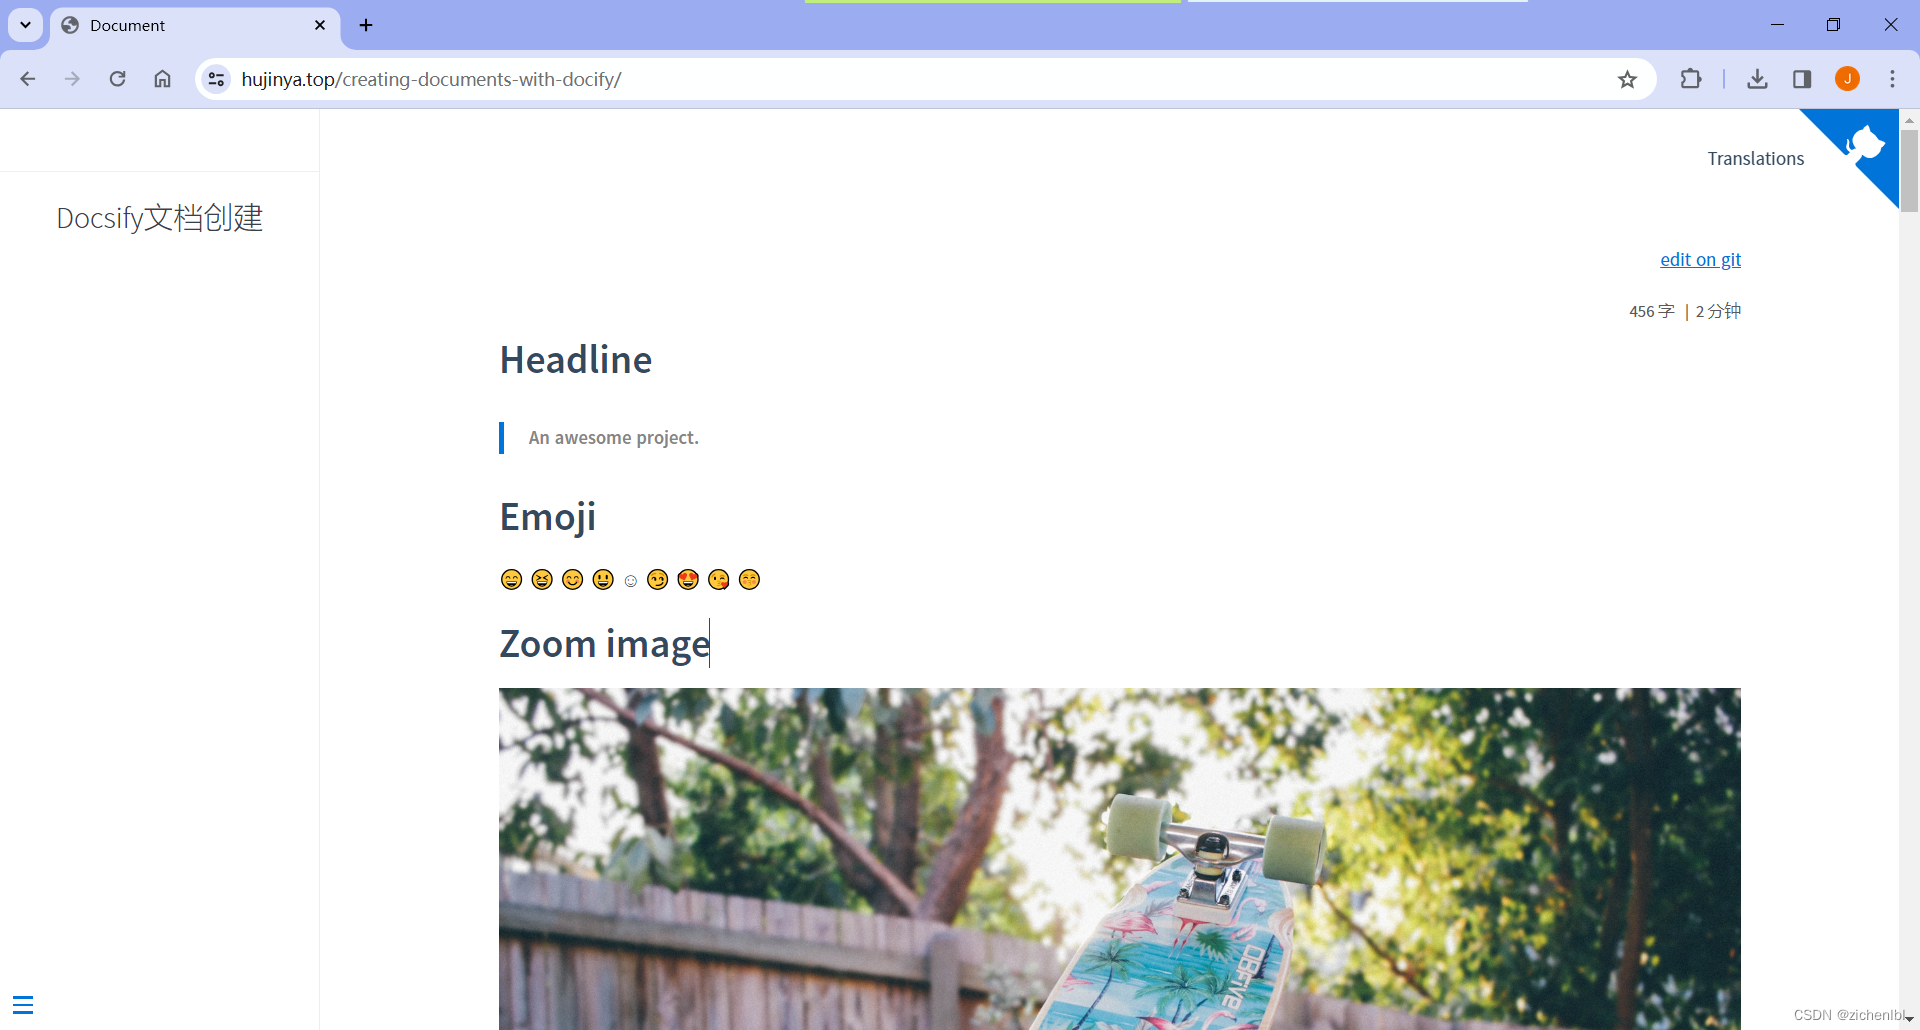 Document
hujinya.top/creating-documents-with-docify/
J
Translations
Docsify文档创建
edit on git
456 字 | 2 分钟
Headline
An awesome project.
Emoji
😄 😆 😊 😃 ☺ 😏 😍 😘 😚
Zoom image
DBFive
CSDN @zichenlbl